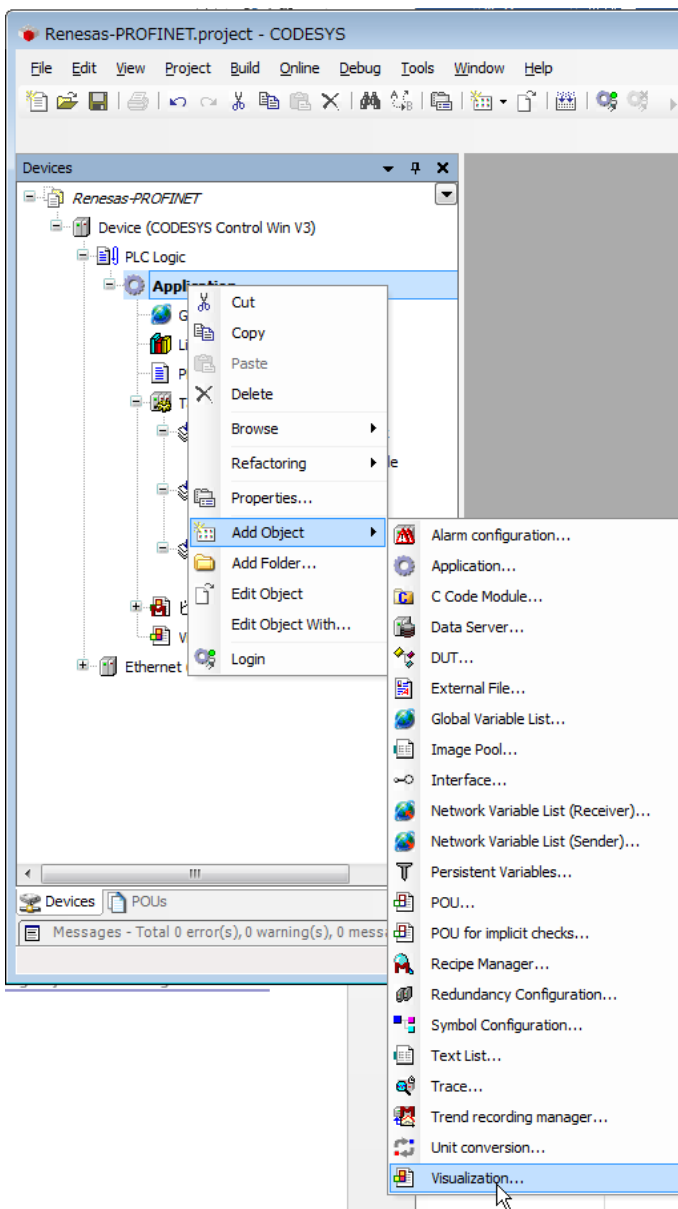 Renesas-PROFINET.project - CODESYS
File Edit View Project Build Online Debug Tools Window Help
Devices
Renesas-PROFINET
Device (CODESYS Control Win V3)
PLC Logic
Application
Cut
Copy
Paste
Delete
Browse
Refactoring
Properties...
Add Object
Add Folder...
Edit Object
Edit Object With...
Login
Ethernet
Alarm configuration...
Application...
C Code Module...
Data Server...
DUT...
External File...
Global Variable List...
Image Pool...
Interface...
Network Variable List (Receiver)...
Network Variable List (Sender)...
Persistent Variables...
POU...
POU for implicit checks...
Recipe Manager...
Redundancy Configuration...
Symbol Configuration...
Text List...
Trace...
Trend recording manager...
Unit conversion...
Visualization...
Devices POUs
Messages - Total 0 error(s), 0 warning(s), 0